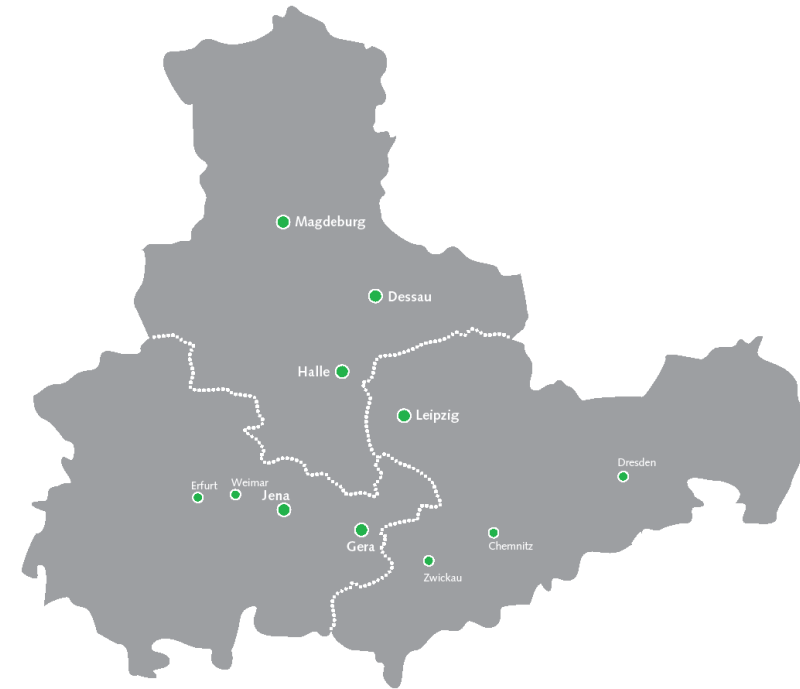 Magdeburg
Dessau
Halle
Leipzig
Dresden
Erfurt
Weimar
Jena
Gera
Chemnitz
Zwickau